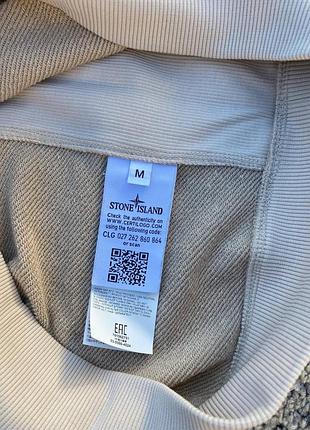 M
STONE ISLAND
Check the authenticity on
WWW.CERTILOGO.COM
using the following code:
CLG 027 262 860 864
or scan
EAC